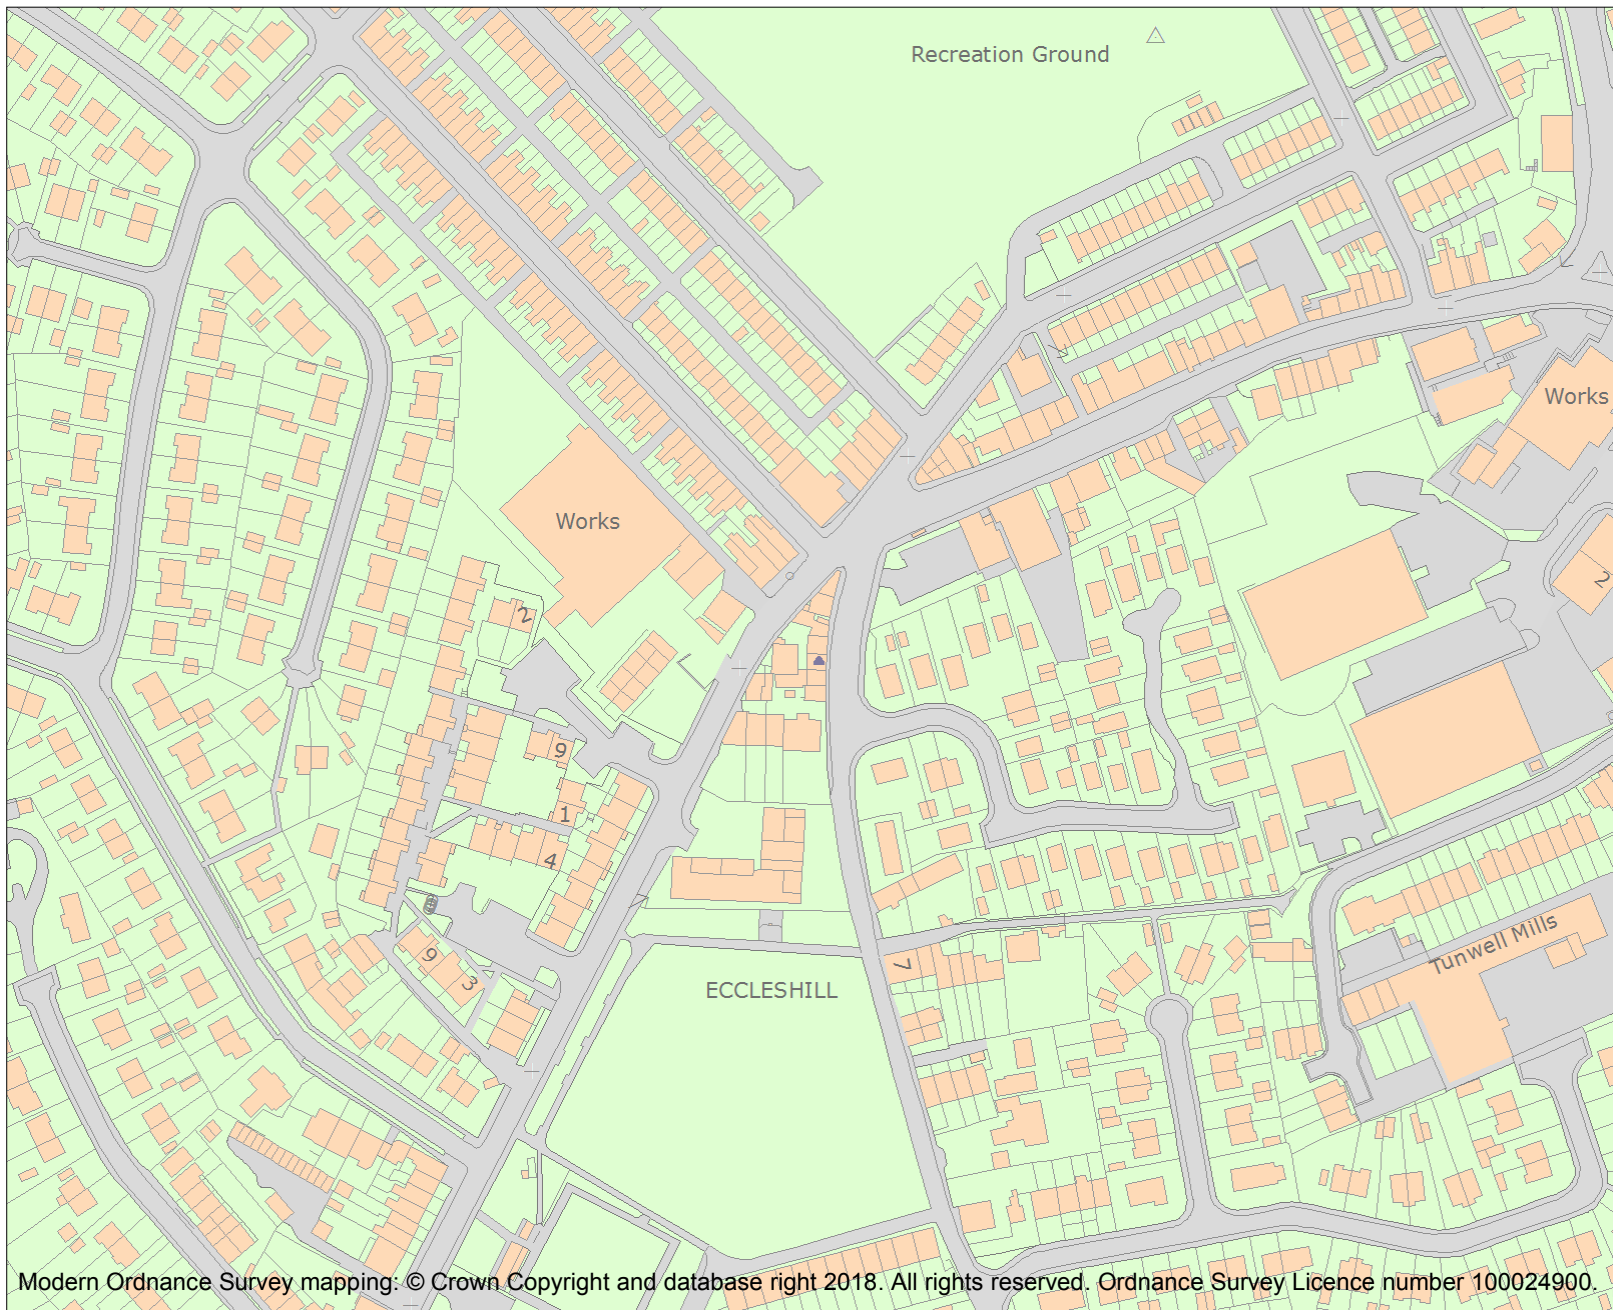 Recreation Ground
Works
Works
2
2
9
1
4
Tunwell Mills
9
3
7
ECCLESHILL
Modern Ordnance Survey mapping: © Crown Copyright and database right 2018. All rights reserved. Ordnance Survey Licence number 100024900.